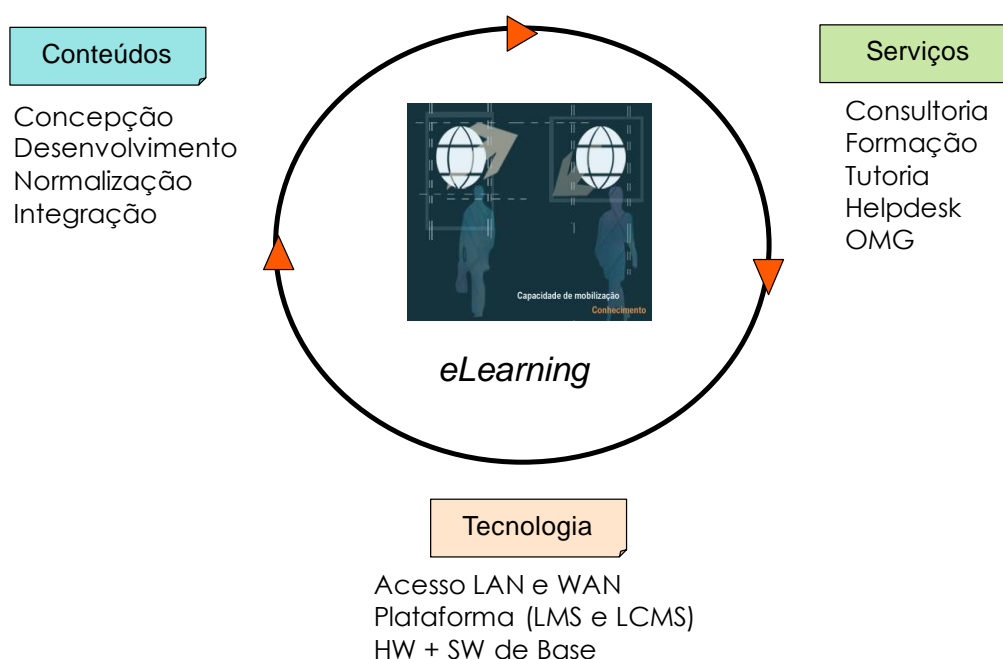 Conteúdos
Concepção
Desenvolvimento
Normalização
Integração
Serviços
Consultoria
Formação
Tutoria
Helpdesk
OMG
Capacidade de mobilização
Conhecimento
eLearning
Tecnologia
Acesso LAN e WAN
Plataforma (LMS e LCMS)
HW + SW de Base